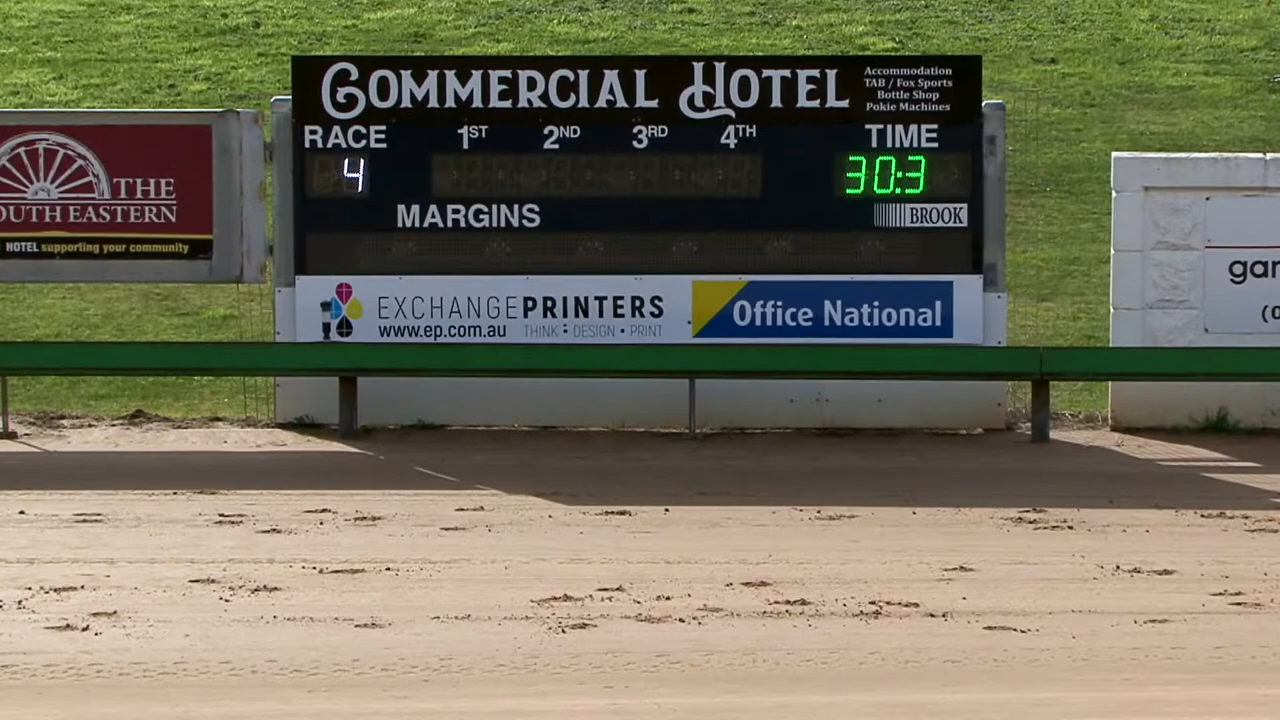 COMMERCIAL HOTEL
Accommodation
TAB / Fox Sports
Bottle Shop
Pokie Machines
RACE 1ST 2ND 3RD 4TH TIME
4 30:3
MARGINS
BROOK
THE
OUTH EASTERN
HOTEL supporting your community
EXCHANGEPRINTERS
www.ep.com.au
THINK : DESIGN • PRINT
Office National
gar
(0